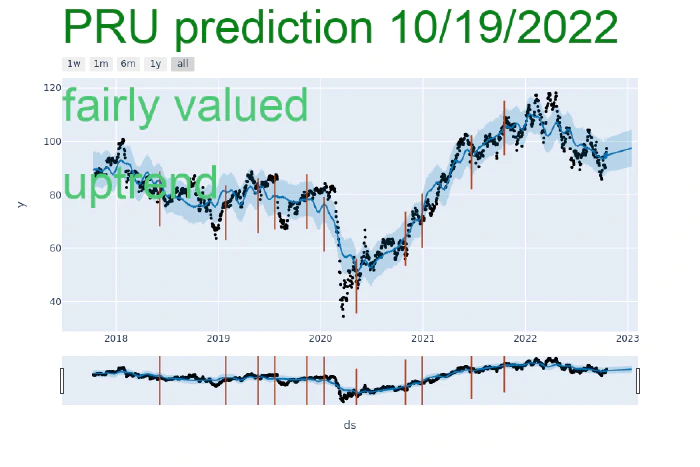 PRU prediction 10/19/2022
1w 1m 6m 1y all
fairly valued
uptrend
120
100
80
60
40
y
2018 2019 2020 2021 2022 2023
ds